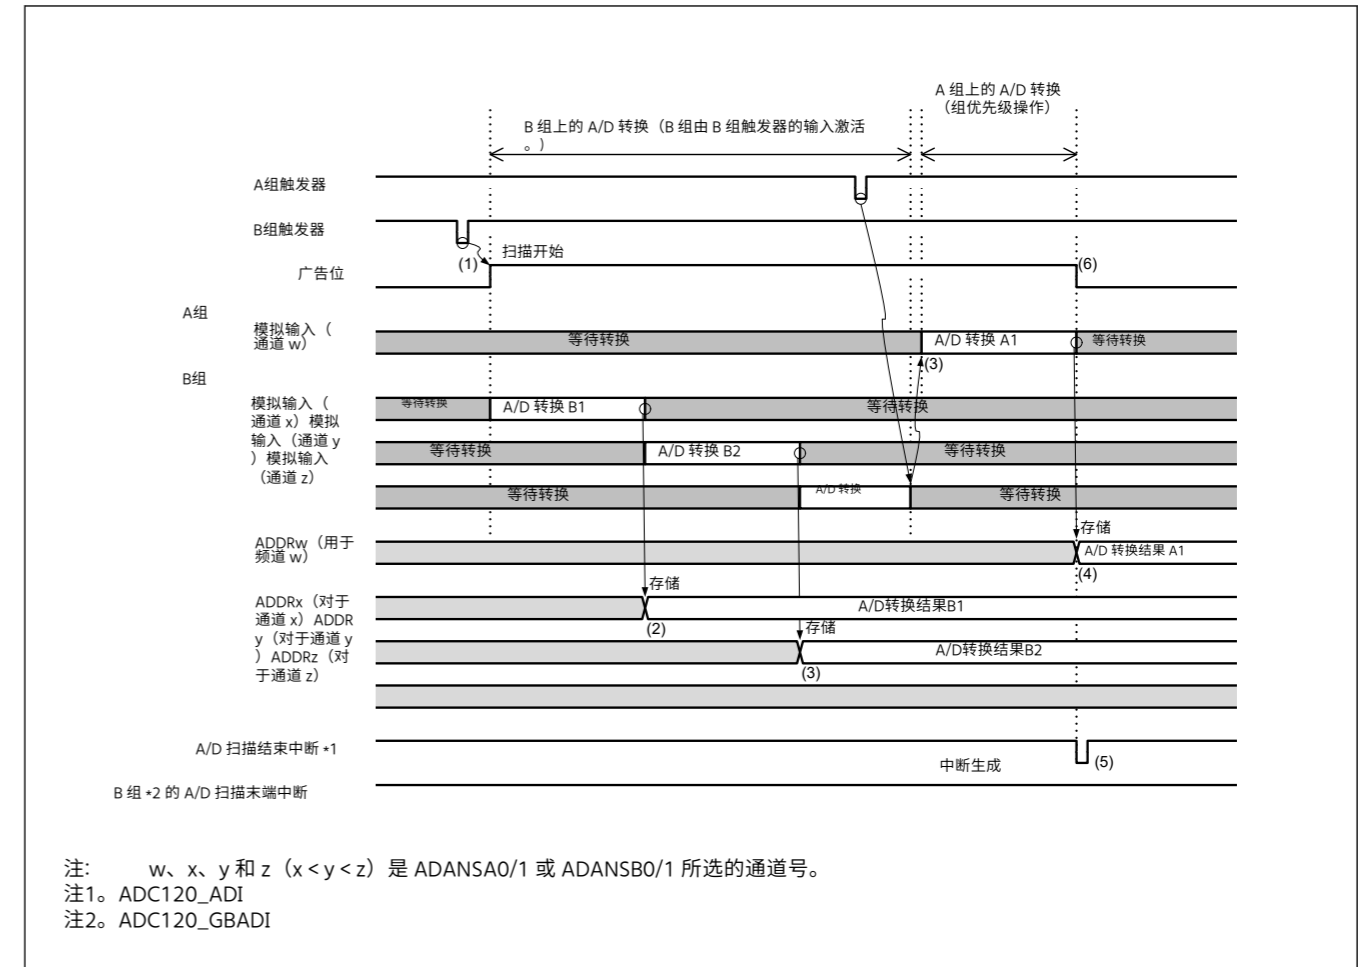 A 组上的 A/D 转换
（组优先级操作）
B 组上的 A/D 转换（B 组由 B 组触发器的输入激活
。)
A组触发器
B组触发器
(1)
扫描开始
广告位
(6)
A组
模拟输入（
通道 w）
等待转换
A/D 转换 A1
等待转换
(3)
B组
模拟输入（
通道 x）模拟
输入（通道 y
）模拟输入
（通道 z）
等待转换
A/D 转换 B1
等待转换
等待转换
A/D 转换 B2
等待转换
等待转换
A/D 转换
等待转换
ADDRw（用于
频道 w）
存储
A/D 转换结果 A1
(4)
ADDRx（对于
通道 x）ADDR
y（对于通道 y
）ADDRz（对
于通道 z）
存储
A/D转换结果B1
(2)
存储
A/D转换结果B2
(3)
A/D 扫描结束中断 *1
中断生成
(5)
B 组 *2 的 A/D 扫描末端中断
注: w、x、y 和 z（x < y < z）是 ADANSA0/1 或 ADANSB0/1 所选的通道号。
注1。ADC120_ADI
注2。ADC120_GBADI